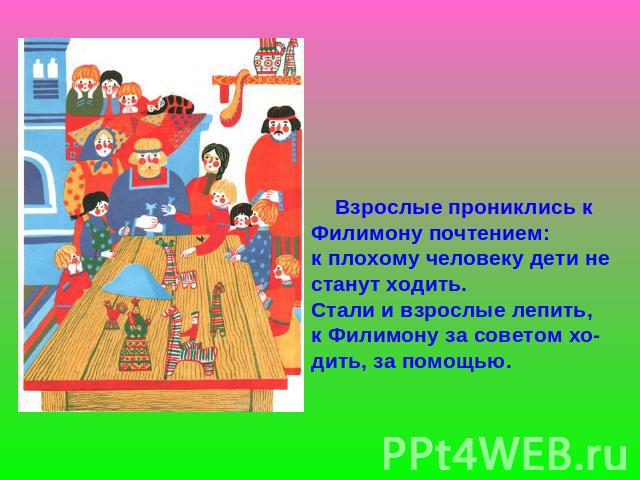 Взрослые прониклись к
Филимону почтением:
к плохому человеку дети не
станут ходить.
Стали и взрослые лепить,
к Филимону за советом хо-
дить, за помощью.
PPt4WEB.ru